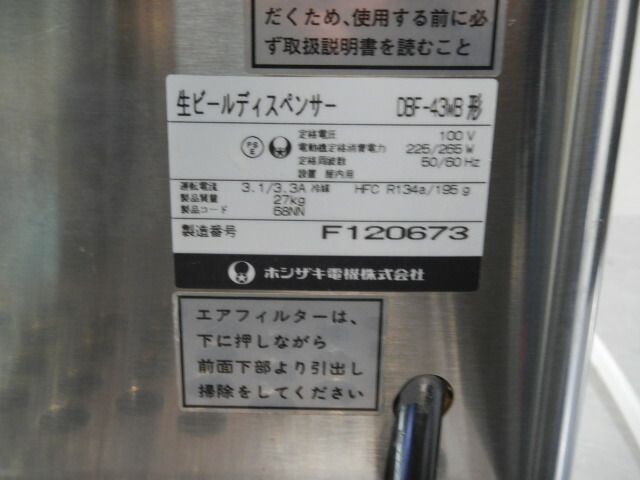 だくため、使用する前に必
ず取扱説明書を読むこと
生ビールディスペンサー DBF-43WB 形
PS E
定格電圧 100 V
電動機定格消費電力 225/265 W
定格周波数 50/60 Hz
設置 屋内用
運転電流 3.1/3.3A 冷媒 HFC R134a/195 g
製品質量 27kg
製品コード 68NN
製造番号 F120673
ホシザキ電機株式会社
エアフィルターは、
下に押しながら
前面下部より引出し
掃除をしてください